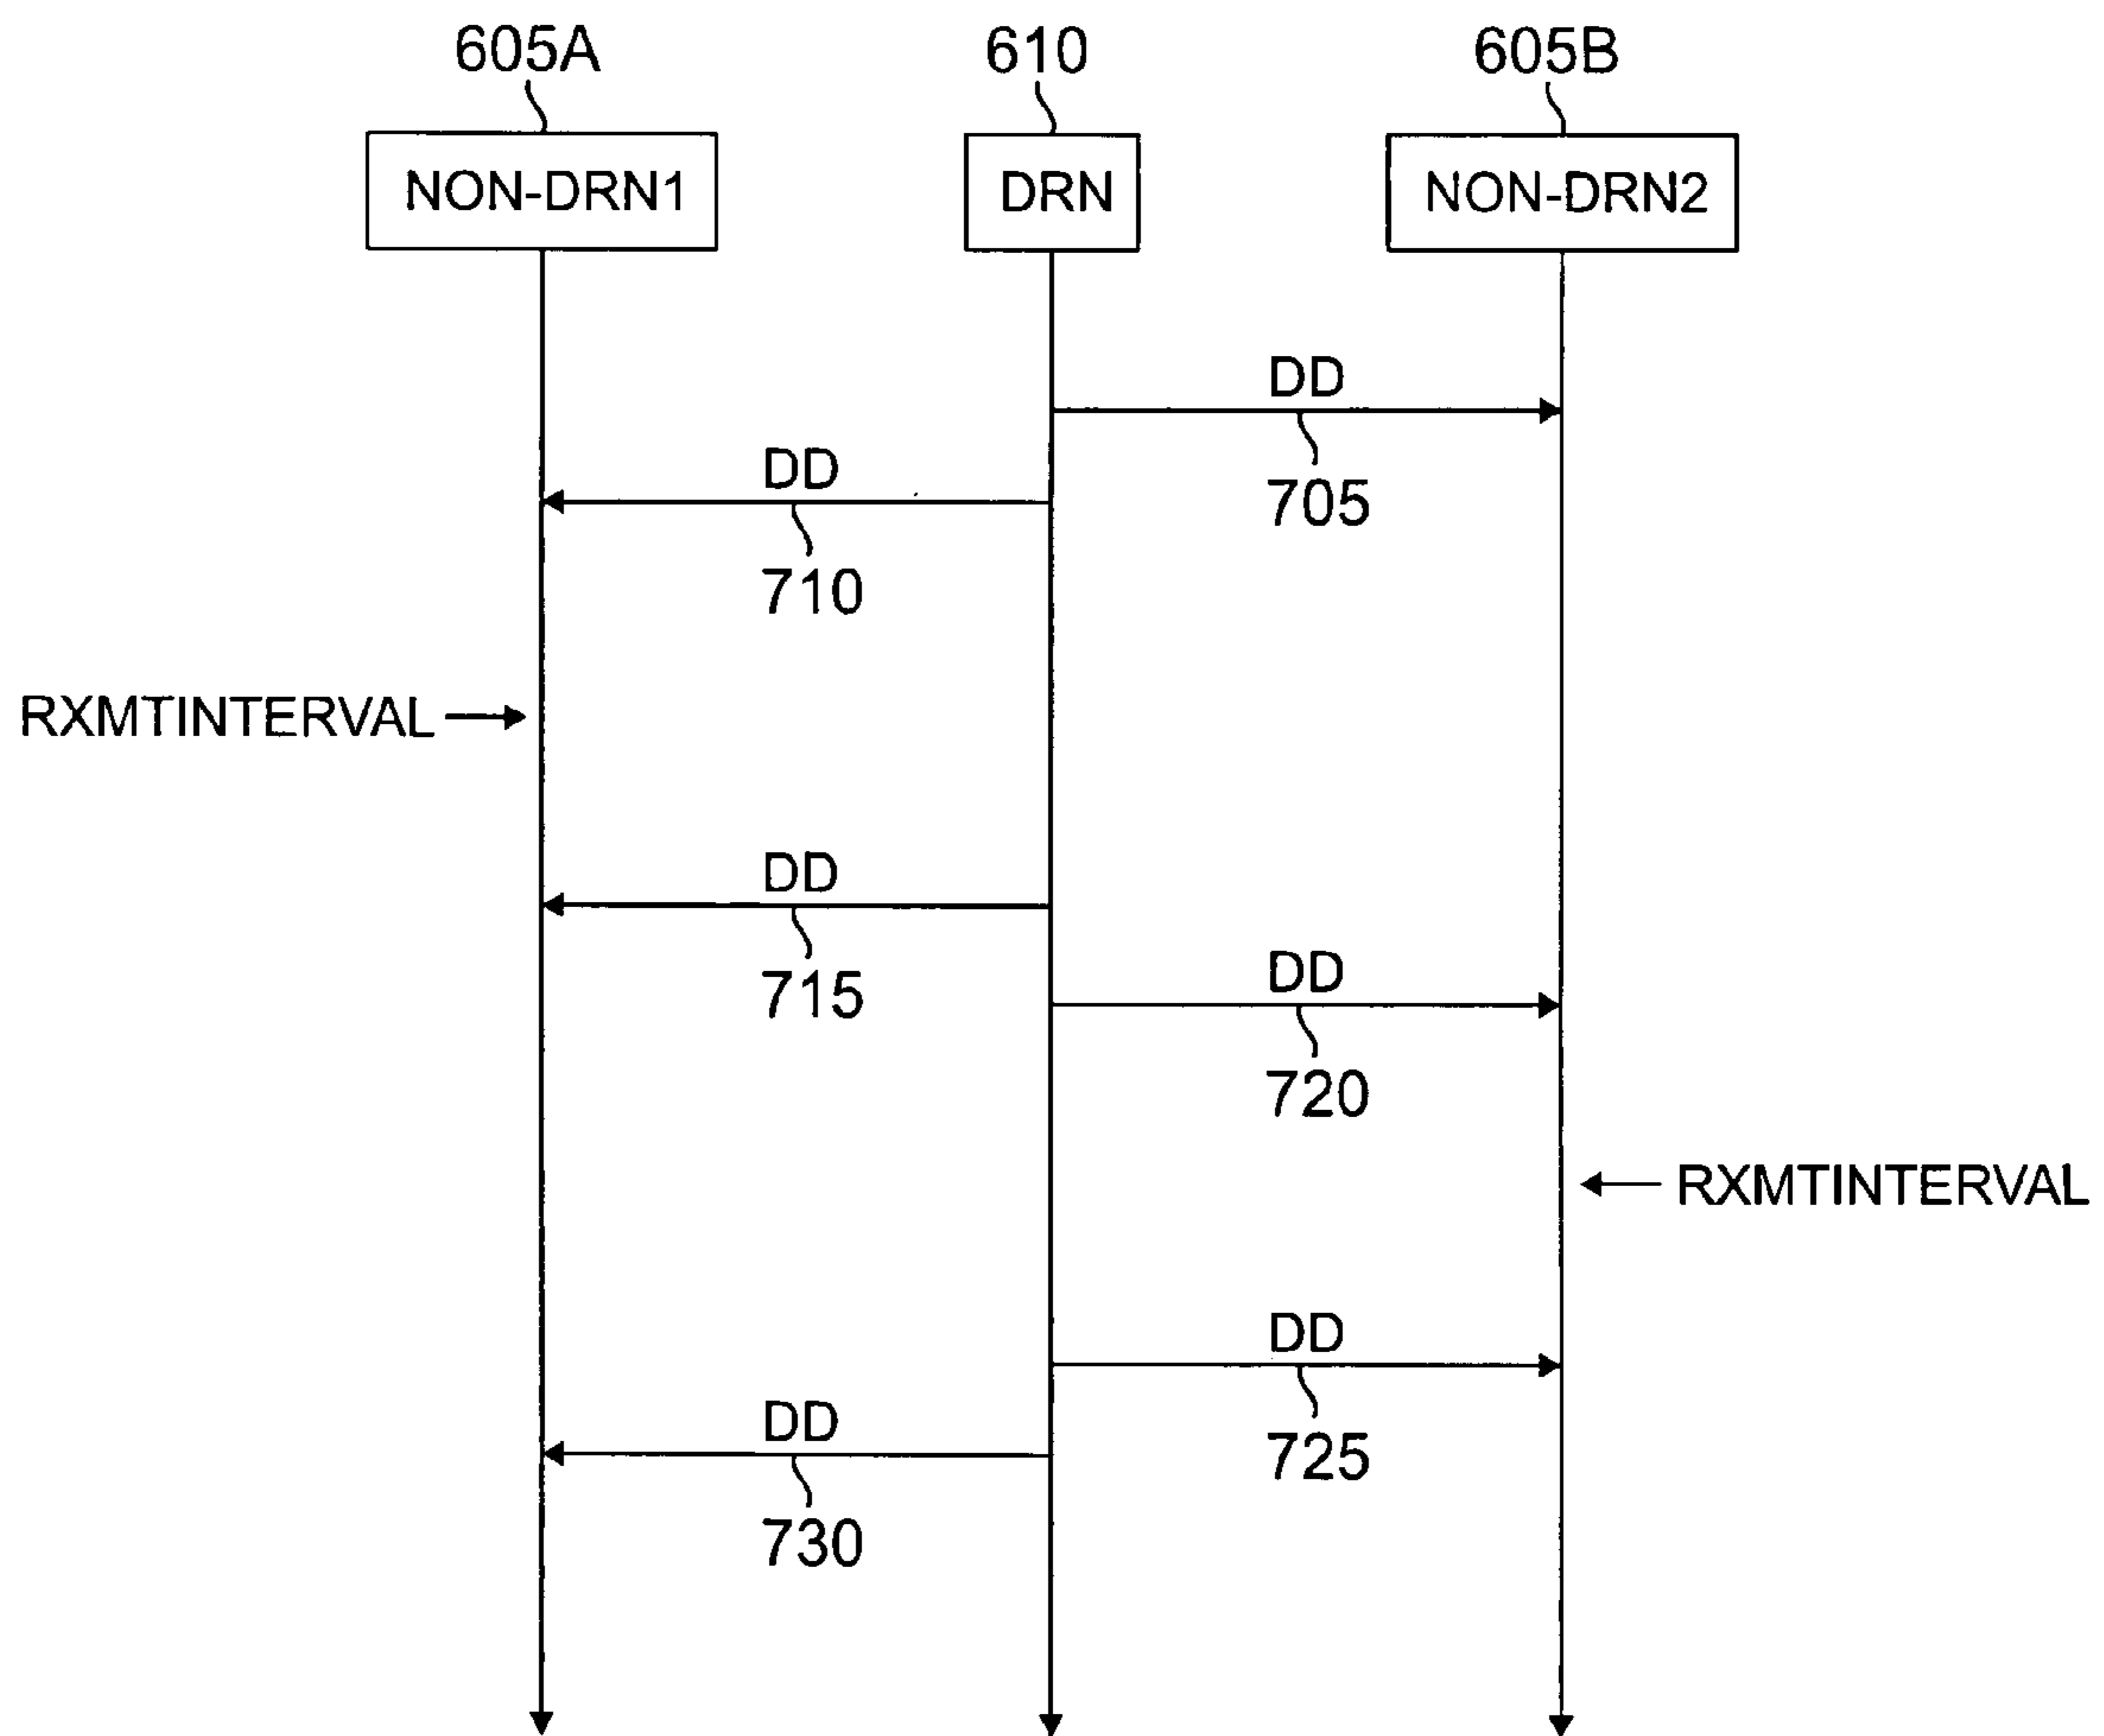 605A
610
605B
NON-DRN1
DRN
NON-DRN2
DD
705
DD
710
RXMTINTERVAL
DD
715
DD
720
RXMTINTERVAL
DD
725
DD
730